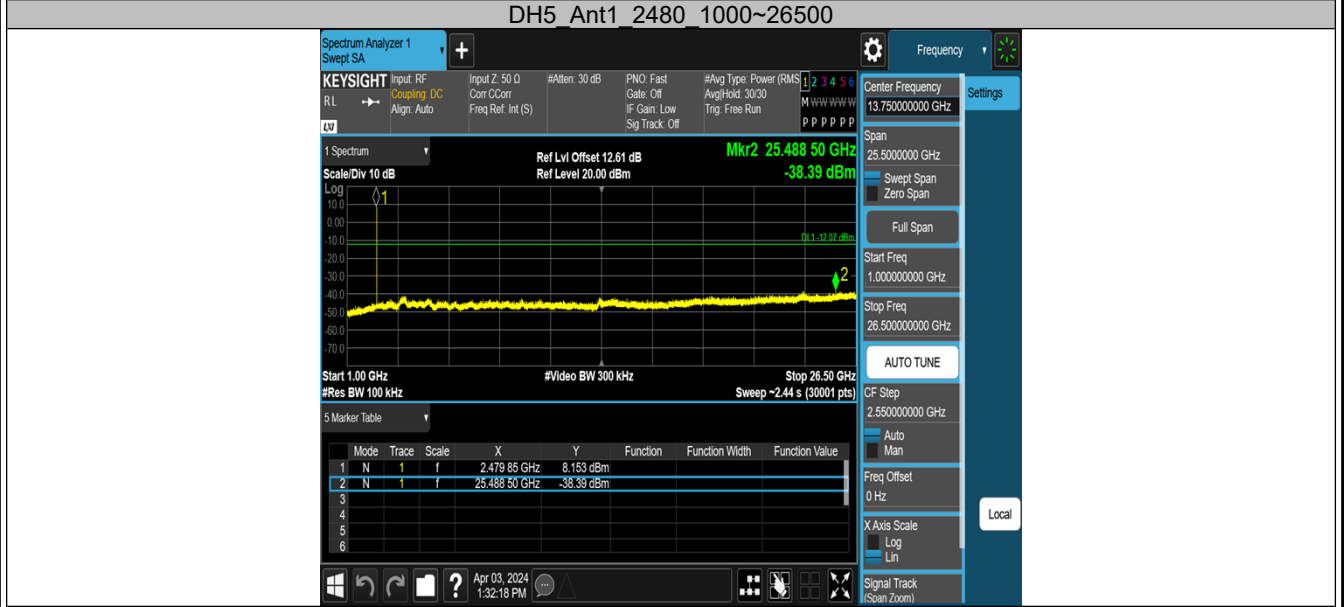 DH5_Ant1_2480_1000~26500
Spectrum Analyzer 1
Swept SA
+
Frequency
KEYSIGHT
RL
LXI
Input: RF
Coupling: DC
Align: Auto
Input Z: 50 Ω
Corr CCorr
Freq Ref: Int (S)
#Atten: 30 dB
PNO: Fast
Gate: Off
IF Gain: Low
Sig Track: Off
#Avg Type: Power (RMS
Avg|Hold: 30/30
Trig: Free Run
1 2 3 4 5 6
M W W W W W
P P P P P P
1 Spectrum
Scale/Div 10 dB
Ref Lvl Offset 12.61 dB
Ref Level 20.00 dBm
Mkr2 25.488 50 GHz
-38.39 dBm
Log
10.0
0.00
-10.0
-20.0
-30.0
-40.0
-50.0
-60.0
-70.0
1
DL1 -12.07 dBm
2
Start 1.00 GHz
#Res BW 100 kHz
#Video BW 300 kHz
Stop 26.50 GHz
Sweep ~2.44 s (30001 pts)
5 Marker Table
Mode Trace Scale X Y Function Function Width Function Value
1 N 1 f 2.479 85 GHz 8.153 dBm
2 N 1 f 25.488 50 GHz -38.39 dBm
3
4
5
6
Center Frequency
13.750000000 GHz
Span
25.5000000 GHz
Swept Span
Zero Span
Full Span
Start Freq
1.000000000 GHz
Stop Freq
26.500000000 GHz
AUTO TUNE
CF Step
2.550000000 GHz
Auto
Man
Freq Offset
0 Hz
X Axis Scale
Log
Lin
Signal Track
(Span Zoom)
Settings
Local
?
Apr 03, 2024
1:32:18 PM